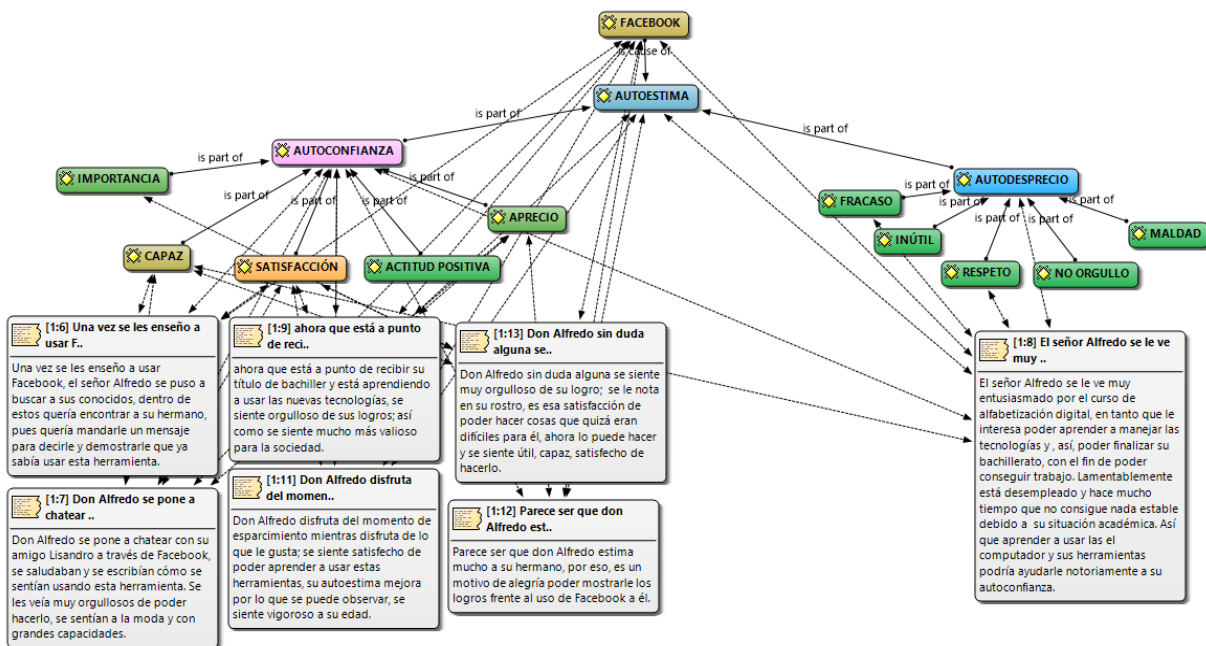 FACEBOOK
is cause of
AUTOESTIMA
is part of
is part of
AUTOCONFIANZA
is part of
IMPORTANCIA
AUTODESPRECIO
FRACASO
is part of
is part of
is part of
is part of
is part of
is part of
is part of
is part of
is part of
APRECIO
INÚTIL
MALDAD
CAPAZ
SATISFACCIÓN
ACTITUD POSITIVA
RESPETO
NO ORGULLO
[1:6] Una vez se les enseño a
usar F..
Una vez se les enseño a usar
Facebook, el señor Alfredo se puso a
buscar a sus conocidos, dentro de
estos quería encontrar a su hermano,
pues quería mandarle un mensaje
para decirle y demostrarle que ya
sabía usar esta herramienta.
[1:9] ahora que está a punto
de reci..
ahora que está a punto de recibir su
título de bachiller y está aprendiendo
a usar las nuevas tecnologías, se
siente orgulloso de sus logros; así
como se siente mucho más valioso
para la sociedad.
[1:13] Don Alfredo sin duda
alguna se..
Don Alfredo sin duda alguna se siente
muy orgulloso de su logro; se le nota
en su rostro, es esa satisfacción de
poder hacer cosas que quizá eran
difíciles para él, ahora lo puede hacer
y se siente útil, capaz, satisfecho de
hacerlo.
[1:8] El señor Alfredo se le ve
muy ..
El señor Alfredo se le ve muy
entusiasmado por el curso de
alfabetización digital, en tanto que le
interesa poder aprender a manejar las
tecnologías y , así, poder finalizar su
bachillerato, con el fin de poder
conseguir trabajo. Lamentablemente
está desempleado y hace mucho
tiempo que no consigue nada estable
debido a su situación académica. Así
que aprender a usar las el
computador y sus herramientas
podría ayudarle notoriamente a su
autoconfianza.
[1:7] Don Alfredo se pone a
chatear ..
Don Alfredo se pone a chatear con su
amigo Lisandro a través de Facebook,
se saludaban y se escribían cómo se
sentían usando esta herramienta. Se
les veía muy orgullosos de poder
hacerlo, se sentían a la moda y con
grandes capacidades.
[1:11] Don Alfredo disfruta
del momen..
Don Alfredo disfruta del momento de
esparcimiento mientras disfruta de lo
que le gusta; se siente satisfecho de
poder aprender a usar estas
herramientas, su autoestima mejora
por lo que se puede observar, se
siente vigoroso a su edad.
[1:12] Parece ser que don
Alfredo est..
Parece ser que don Alfredo estima
mucho a su hermano, por eso, es un
motivo de alegría poder mostrarle los
logros frente al uso de Facebook a él.